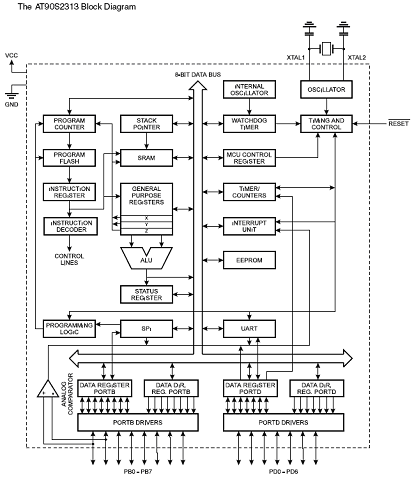 The AT90S2313 Block Diagram
VCC
GND
XTAL1
XTAL2
8-BIT DATA BUS
INTERNAL
OSCILLATOR
OSCILLATOR
PROGRAM
COUNTER
STACK
POINTER
WATCHDOG
TIMER
TIMING AND
CONTROL
RESET
PROGRAM
FLASH
SRAM
MCU CONTROL
REGISTER
INSTRUCTION
REGISTER
GENERAL
PURPOSE
REGISTERS
X
Y
Z
TIMER/
COUNTERS
INSTRUCTION
DECODER
INTERRUPT
UNIT
CONTROL
LINES
ALU
EEPROM
STATUS
REGISTER
PROGRAMMING
LOGIC
SPI
UART
ANALOG
COMPARATOR
DATA REGISTER
PORTB
DATA DIR.
REG. PORTB
DATA REGISTER
PORTD
DATA DIR.
REG. PORTD
PORTB DRIVERS
PORTD DRIVERS
PB0 - PB7
PD0 - PD6